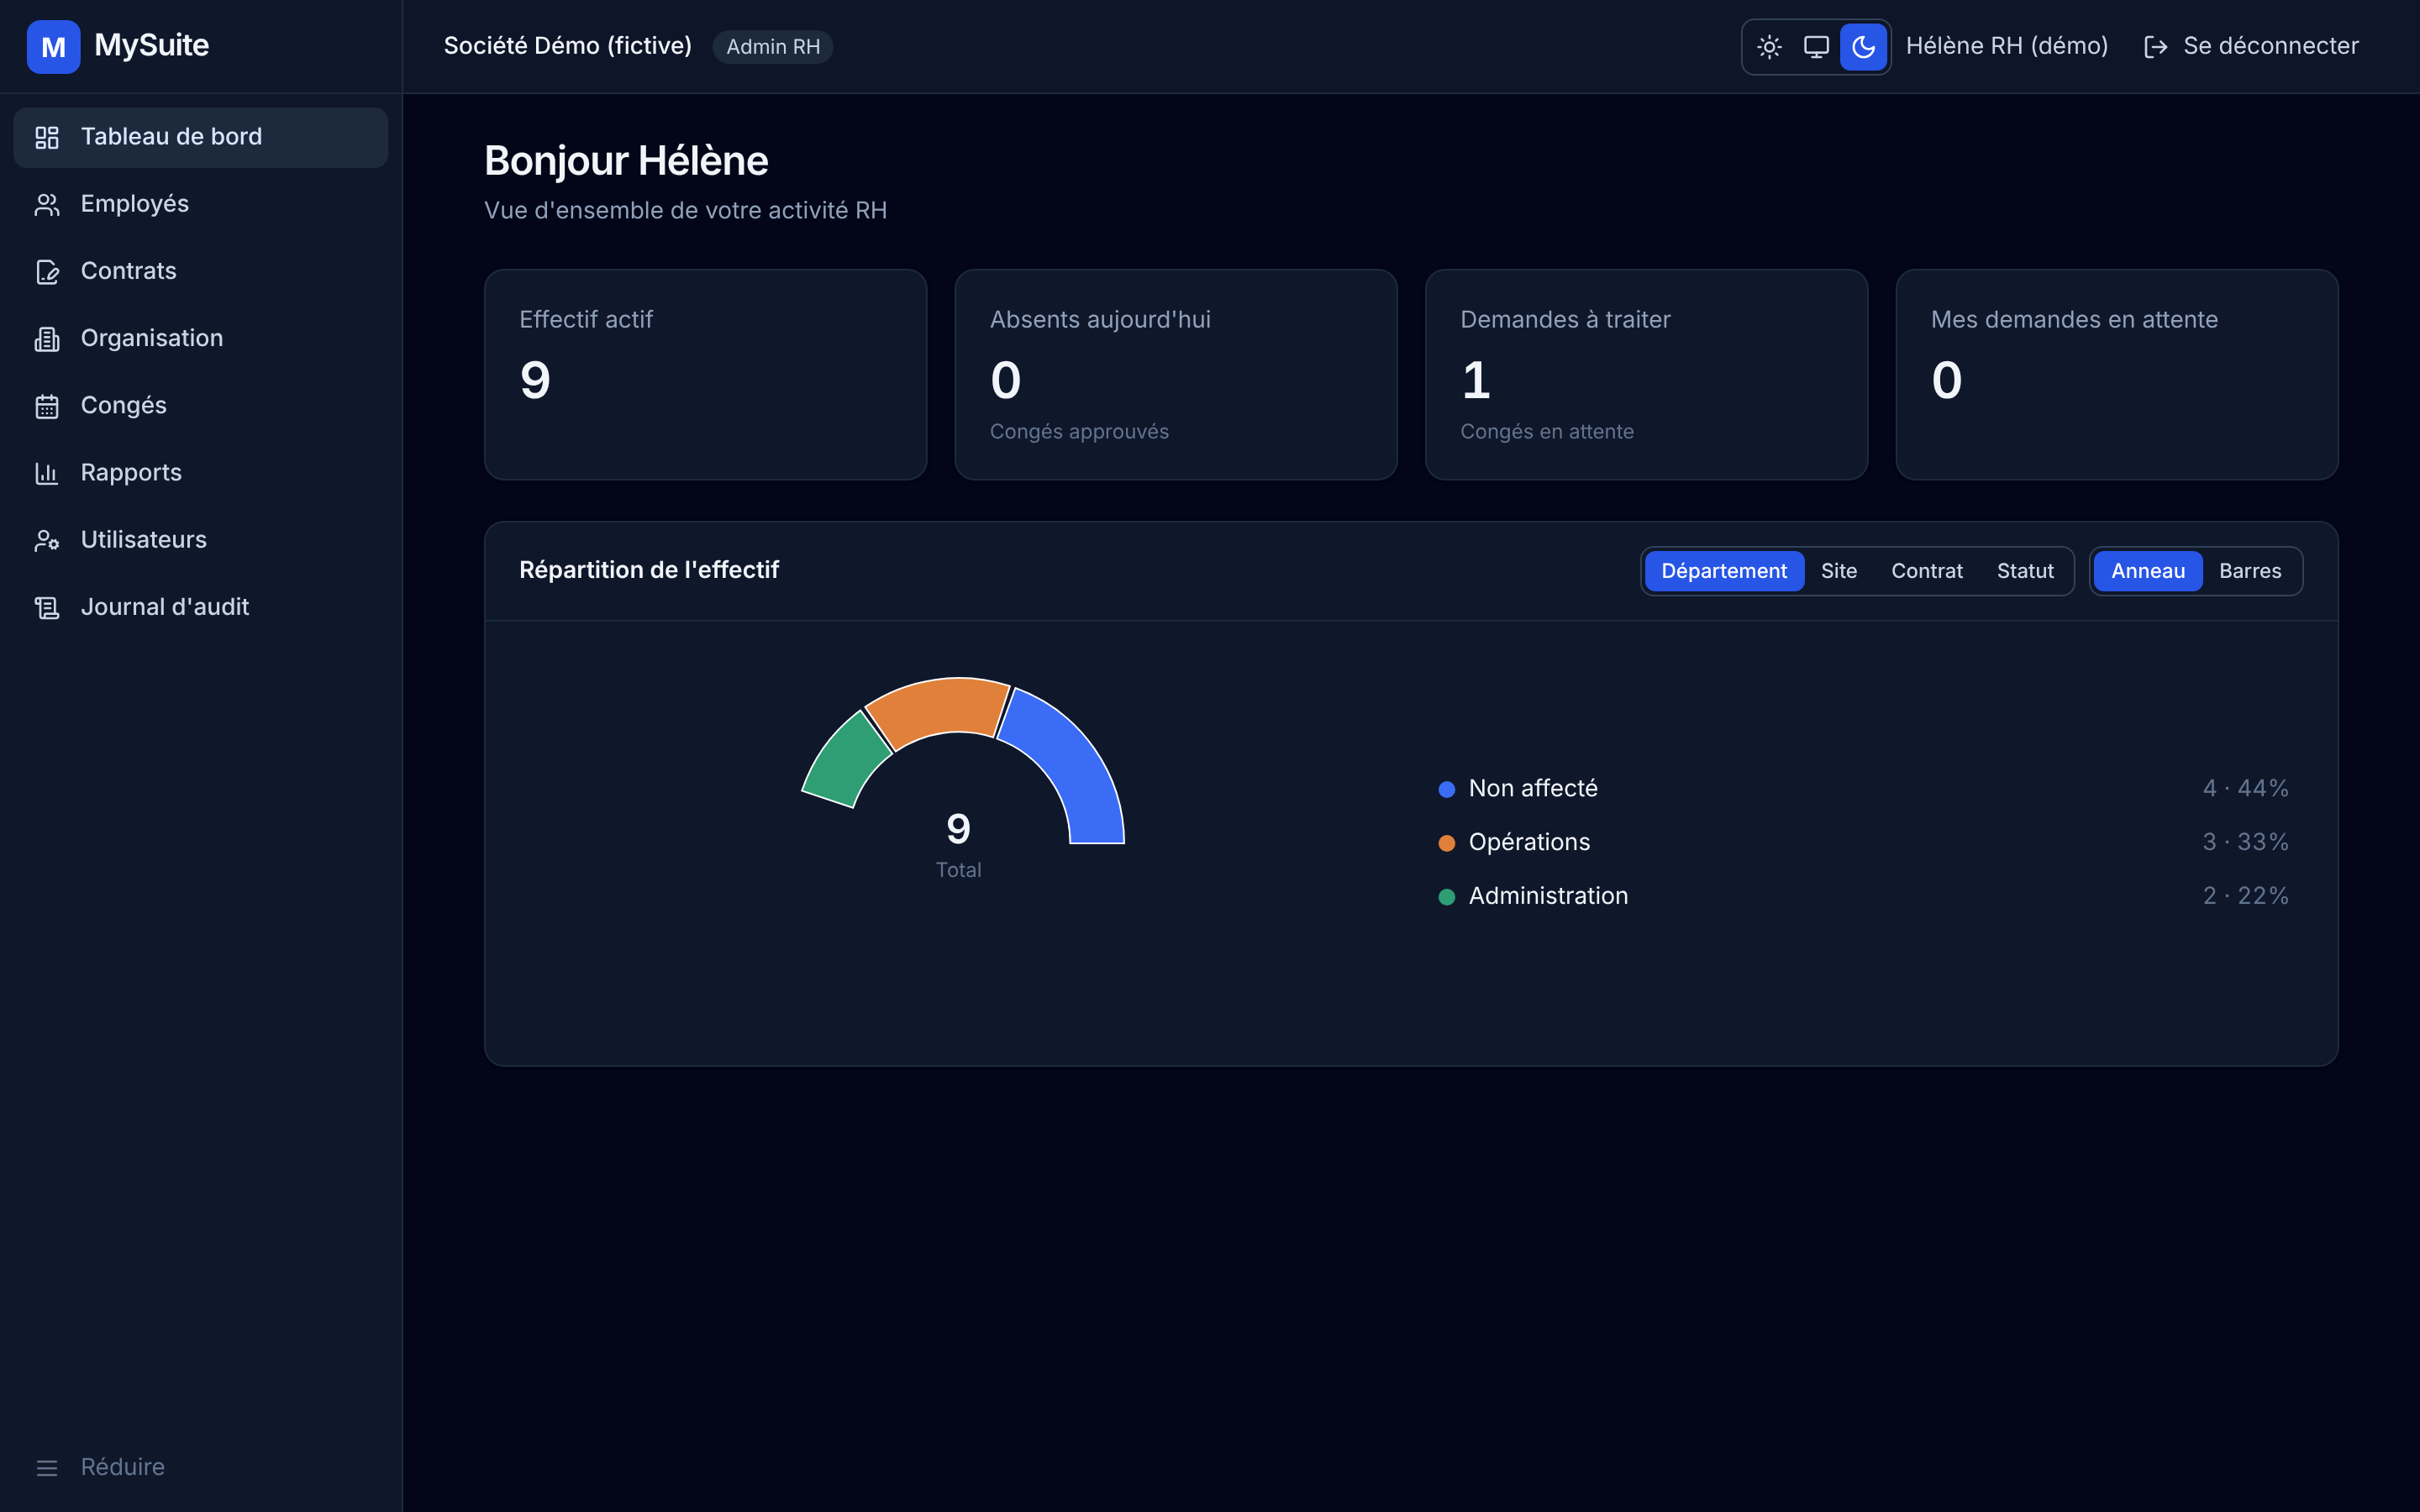 M MySuite
Société Démo (fictive) Admin RH Hélène RH (démo) Se déconnecter
Tableau de bord
Employés
Contrats
Organisation
Congés
Rapports
Utilisateurs
Journal d'audit
Réduire
Bonjour Hélène
Vue d'ensemble de votre activité RH
Effectif actif
9
Absents aujourd'hui
0
Congés approuvés
Demandes à traiter
1
Congés en attente
Mes demandes en attente
0
Répartition de l'effectif
Département Site Contrat Statut Anneau Barres
9
Total
Non affecté 4 · 44%
Opérations 3 · 33%
Administration 2 · 22%